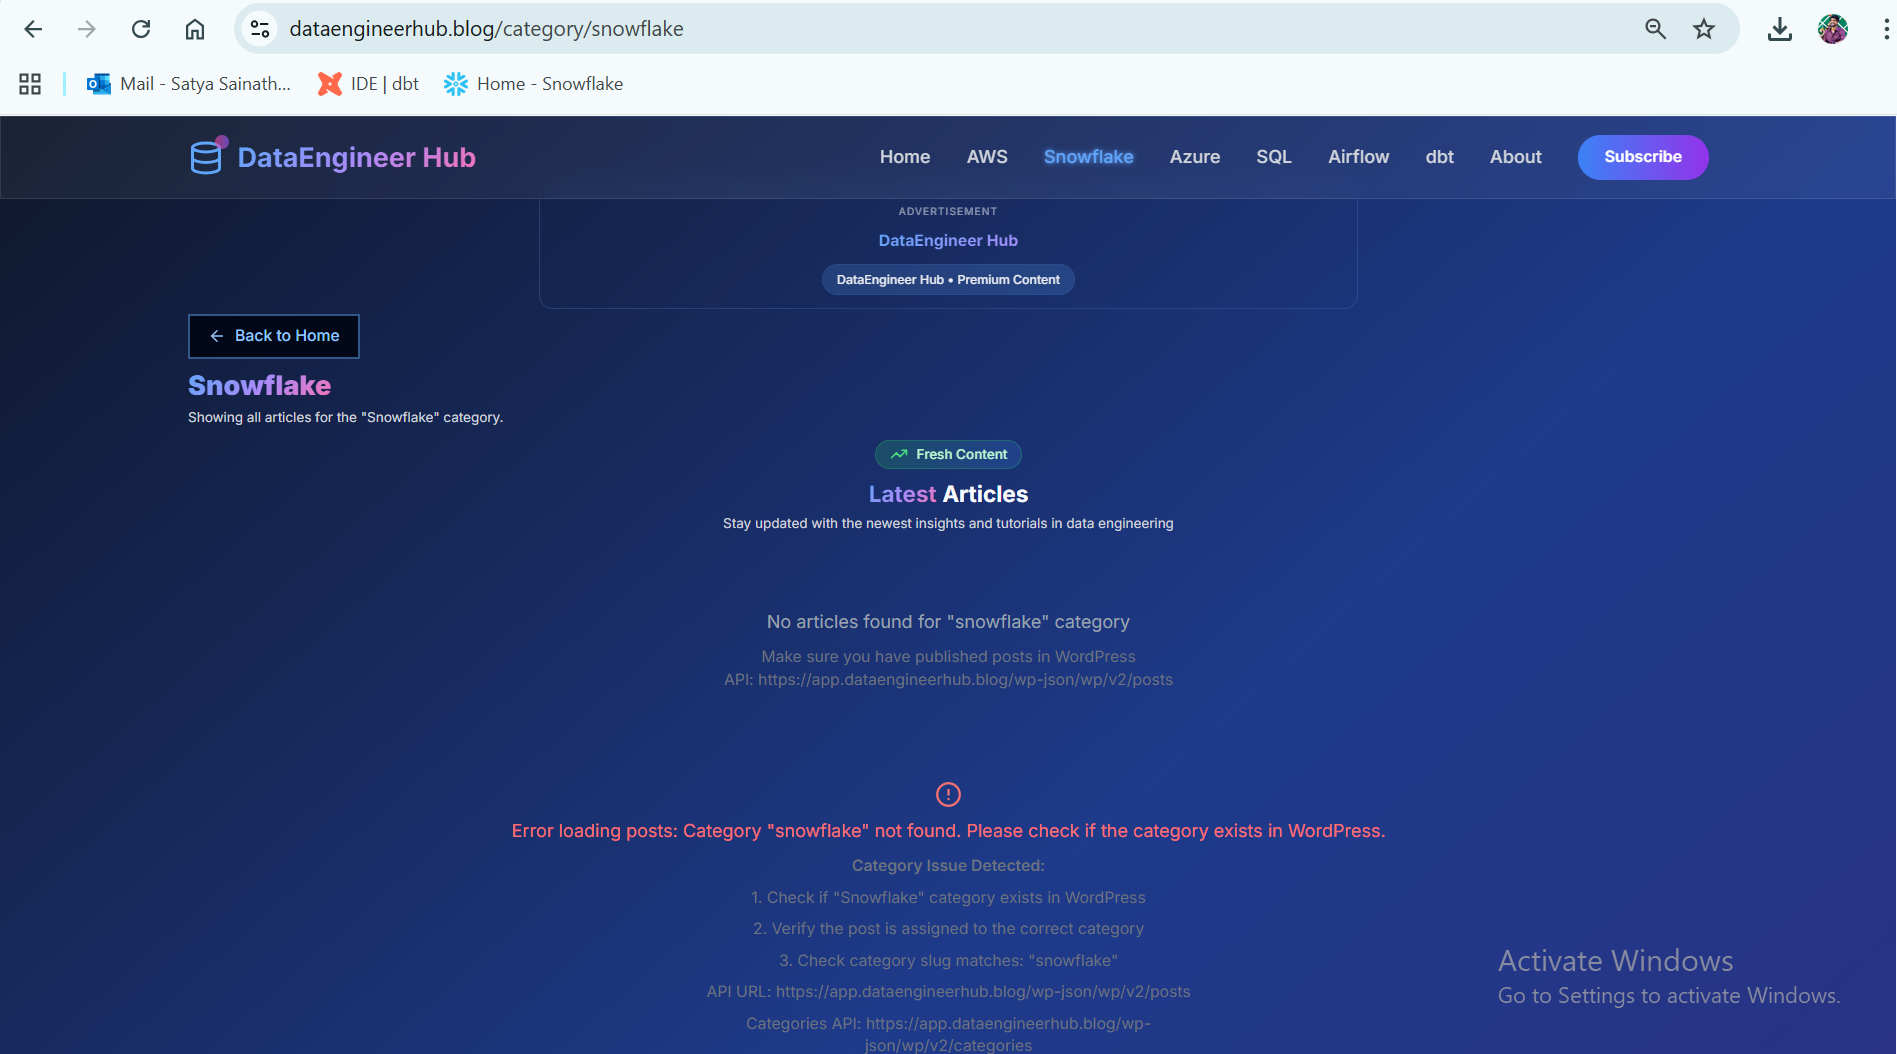 dataengineerhub.blog/category/snowflake
Mail - Satya Sainath...
IDE | dbt
Home - Snowflake
DataEngineer Hub
Home
AWS
Snowflake
Azure
SQL
Airflow
dbt
About
Subscribe
ADVERTISEMENT
DataEngineer Hub
DataEngineer Hub • Premium Content
Back to Home
Snowflake
Showing all articles for the "Snowflake" category.
Fresh Content
Latest Articles
Stay updated with the newest insights and tutorials in data engineering
No articles found for "snowflake" category
Make sure you have published posts in WordPress
API: https://app.dataengineerhub.blog/wp-json/wp/v2/posts
Error loading posts: Category "snowflake" not found. Please check if the category exists in WordPress.
Category Issue Detected:
1. Check if "Snowflake" category exists in WordPress
2. Verify the post is assigned to the correct category
3. Check category slug matches: "snowflake"
API URL: https://app.dataengineerhub.blog/wp-json/wp/v2/posts
Categories API: https://app.dataengineerhub.blog/wp-
json/wp/v2/categories
Activate Windows
Go to Settings to activate Windows.